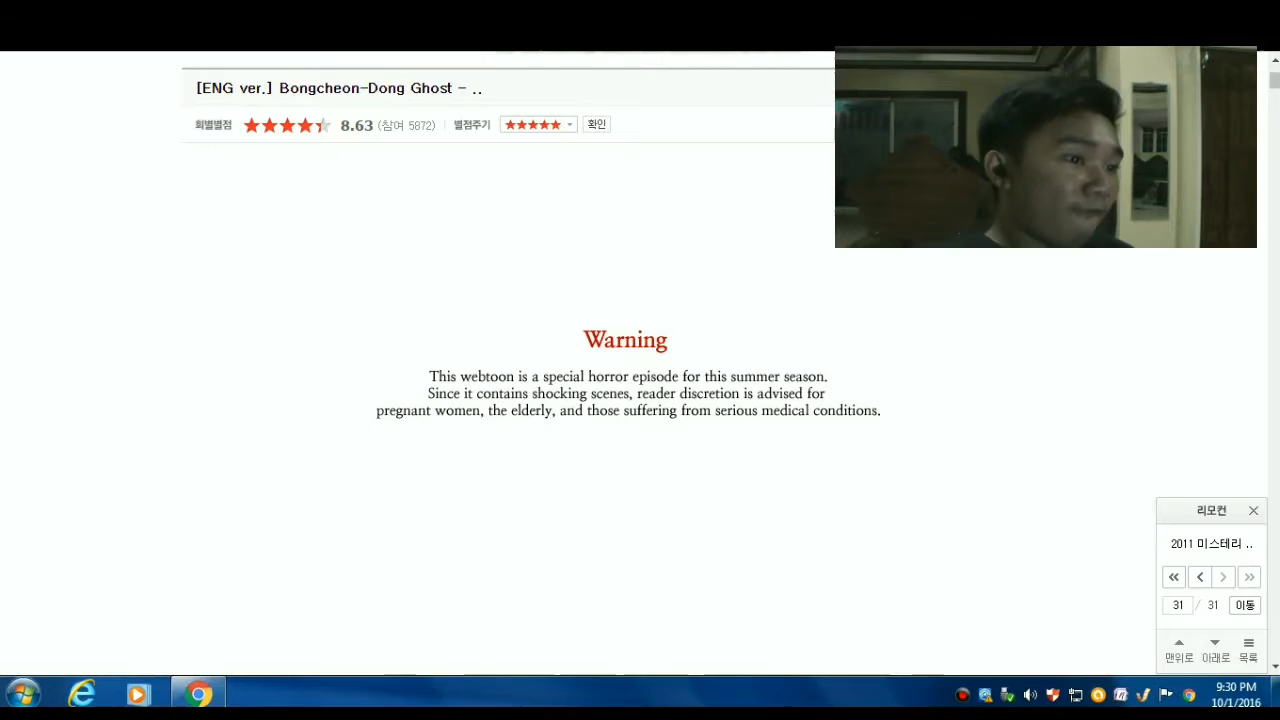 [ENG ver.] Bongcheon-Dong Ghost - ..
회별별점 8.63 (참여 5872) 별점주기 확인
Warning
This webtoon is a special horror episode for this summer season.
Since it contains shocking scenes, reader discretion is advised for
pregnant women, the elderly, and those suffering from serious medical conditions.
리모컨
2011 미스테리 ..
31 / 31 이동
맨위로 아래로 목록
9:30 PM
10/1/2016